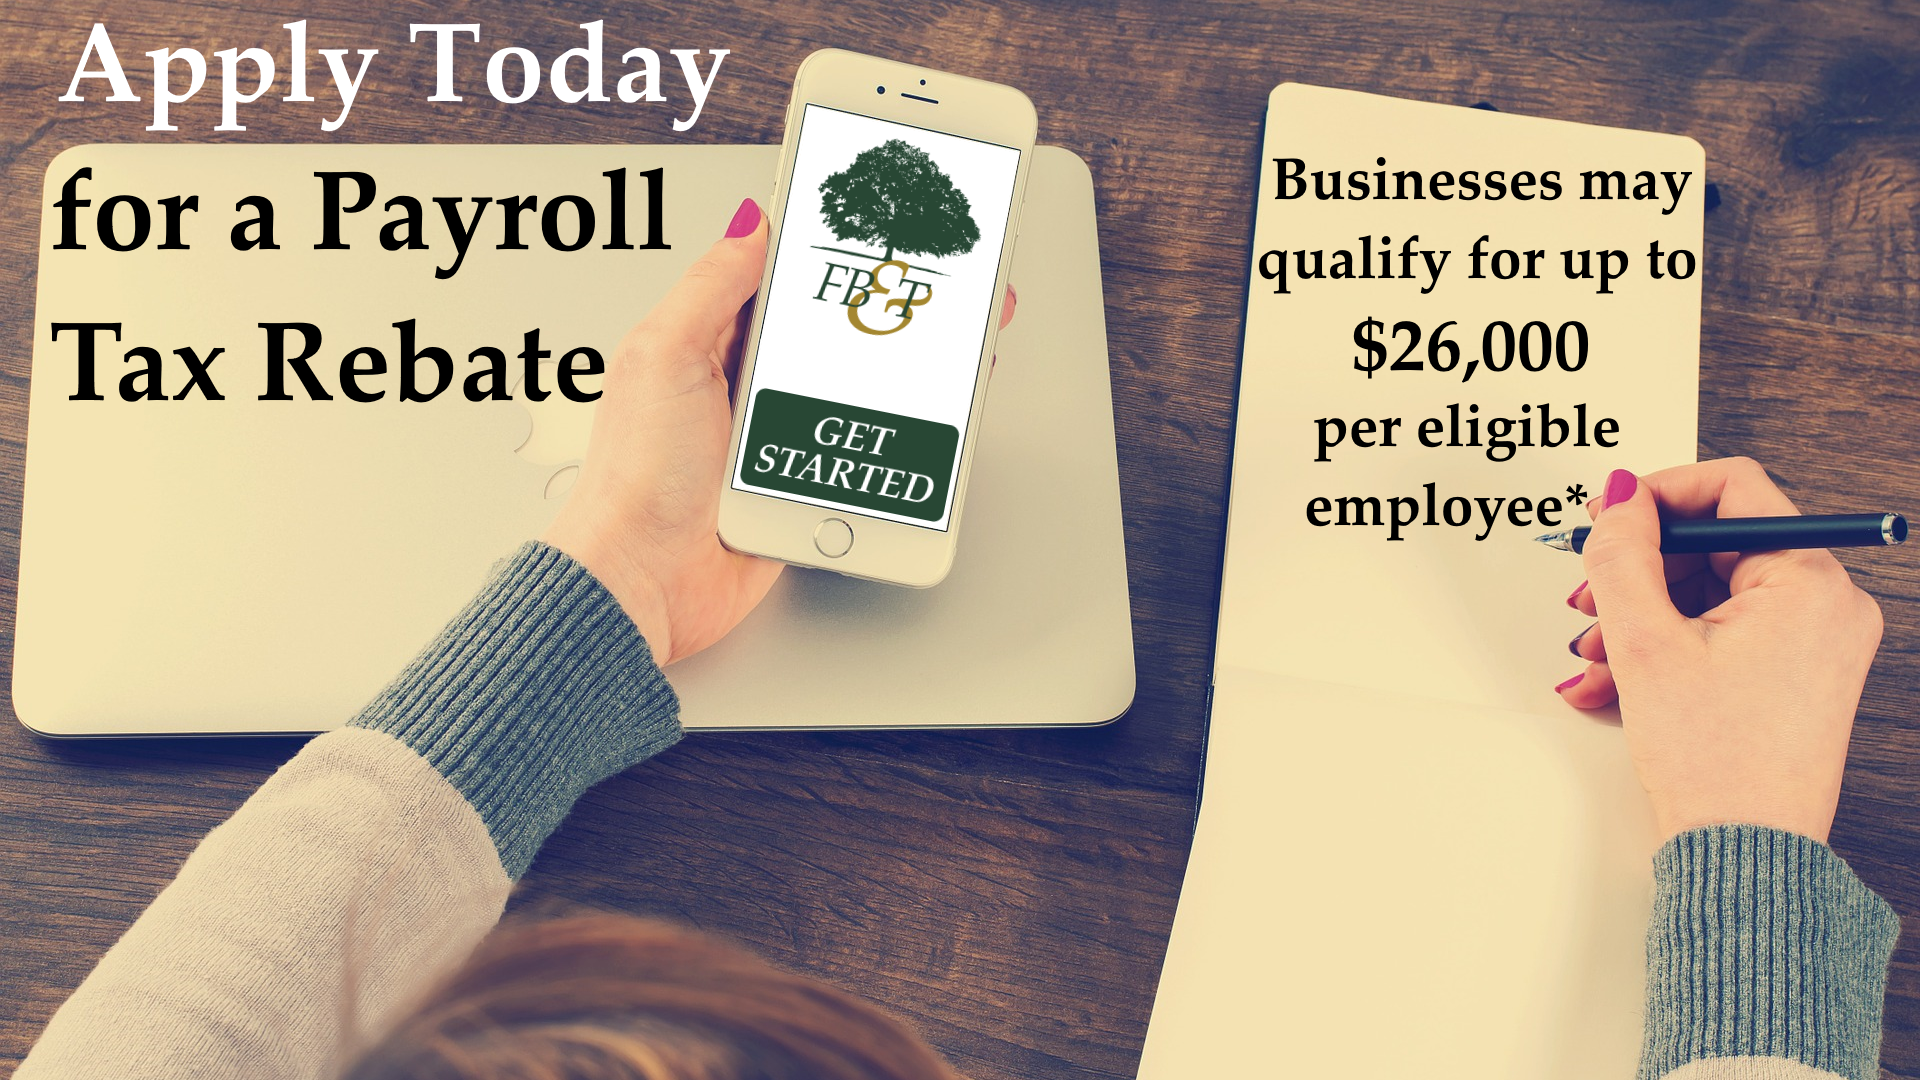 Apply Today
for a Payroll
Tax Rebate
FB&T
GET
STARTED
Businesses may
qualify for up to
$26,000
per eligible
employee*